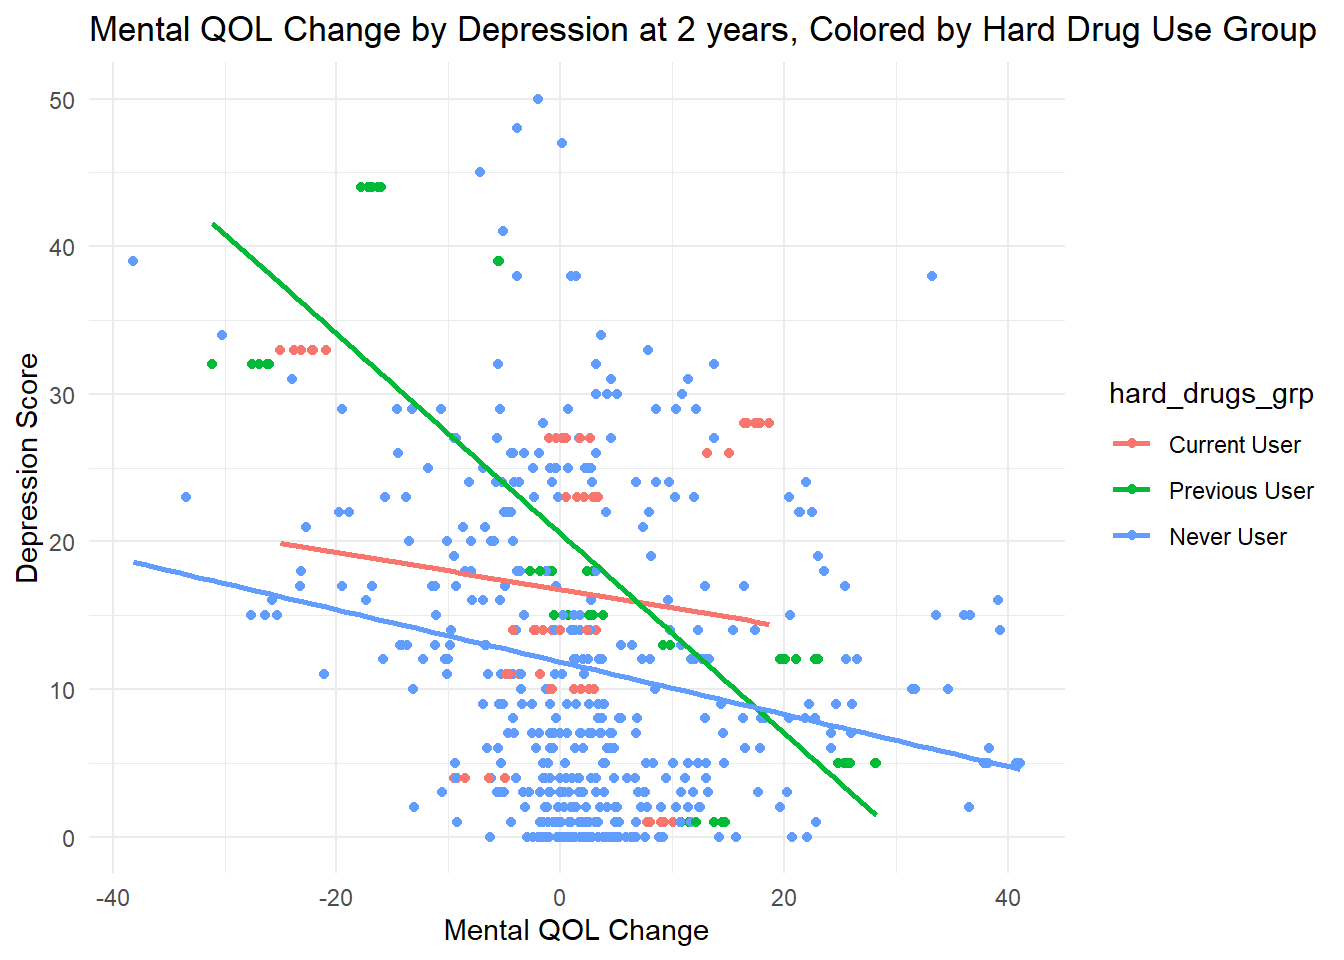 Mental QOL Change by Depression at 2 years, Colored by Hard Drug Use Group
50
40
30
20
10
0
Depression Score
-40
-20
0
20
40
Mental QOL Change
hard_drugs_grp
Current User
Previous User
Never User